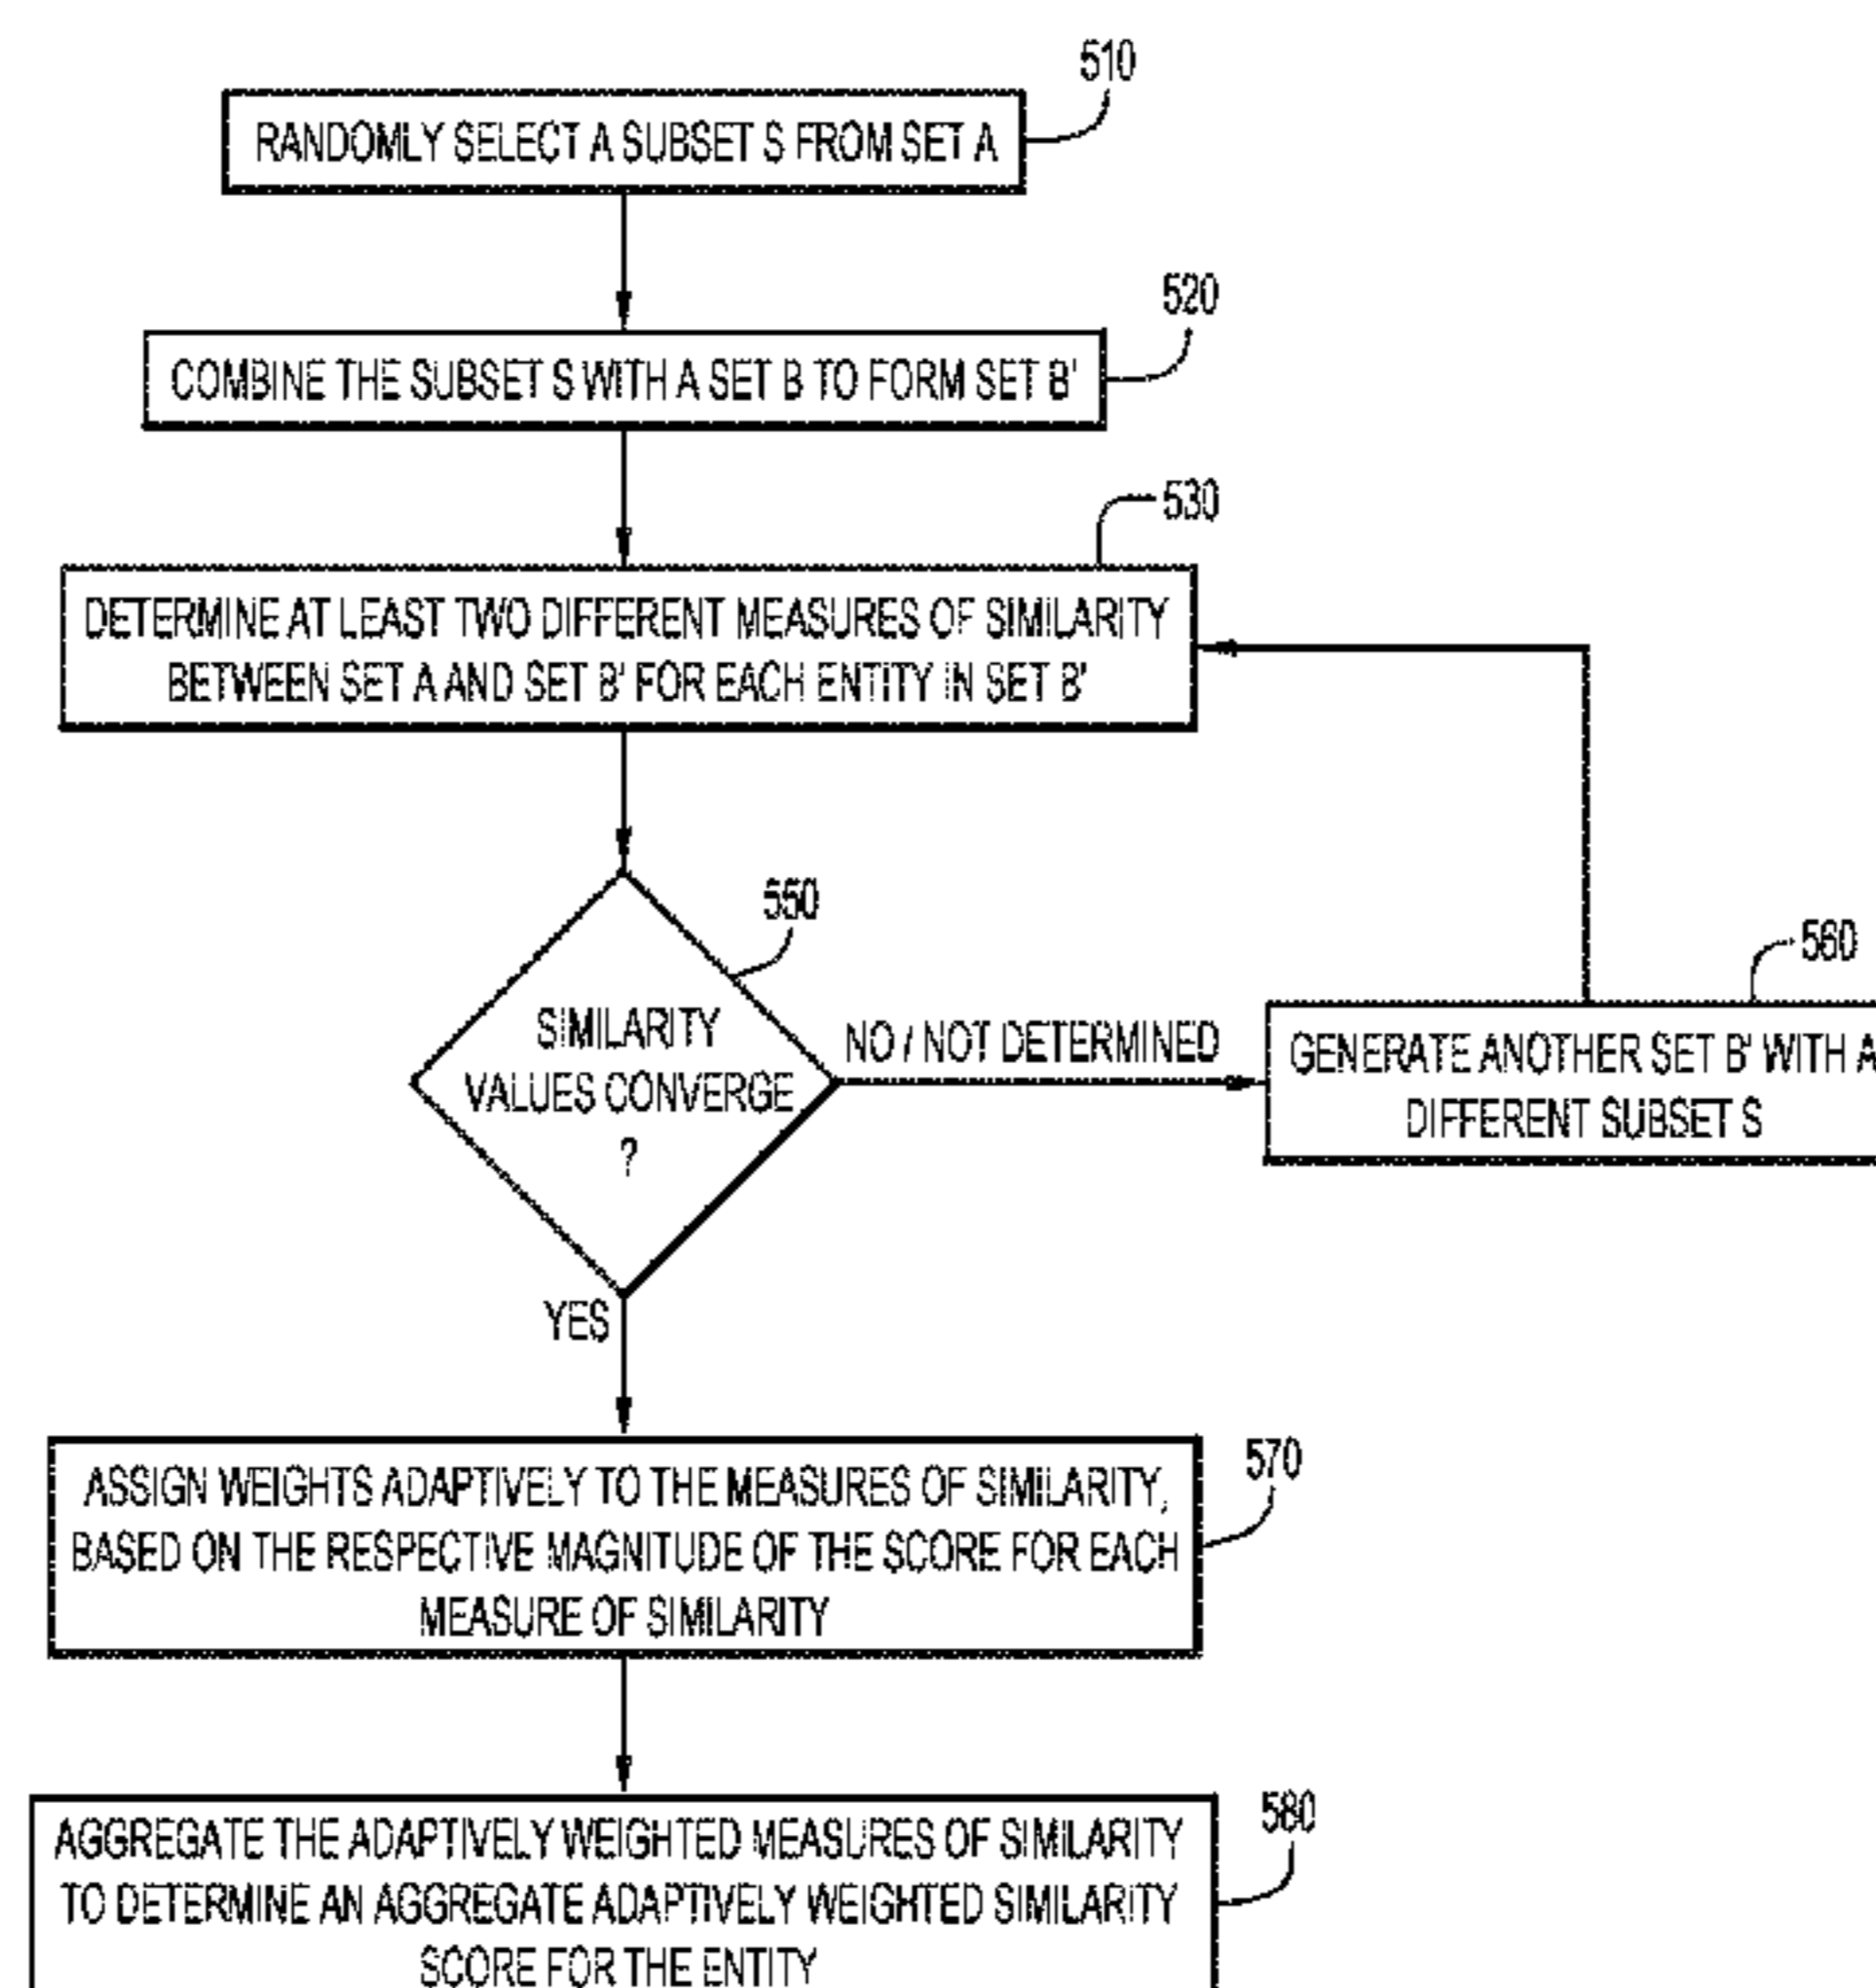 510
RANDOMLY SELECT A SUBSET S FROM SET A
520
COMBINE THE SUBSET S WITH A SET B TO FORM SET B'
530
DETERMINE AT LEAST TWO DIFFERENT MEASURES OF SIMILARITY
BETWEEN SET A AND SET B' FOR EACH ENTITY IN SET B'
550
SIMILARITY
VALUES CONVERGE
?
NO / NOT DETERMINED
560
GENERATE ANOTHER SET B' WITH A
DIFFERENT SUBSET S
YES
570
ASSIGN WEIGHTS ADAPTIVELY TO THE MEASURES OF SIMILARITY,
BASED ON THE RESPECTIVE MAGNITUDE OF THE SCORE FOR EACH
MEASURE OF SIMILARITY
580
AGGREGATE THE ADAPTIVELY WEIGHTED MEASURES OF SIMILARITY
TO DETERMINE AN AGGREGATE ADAPTIVELY WEIGHTED SIMILARITY
SCORE FOR THE ENTITY